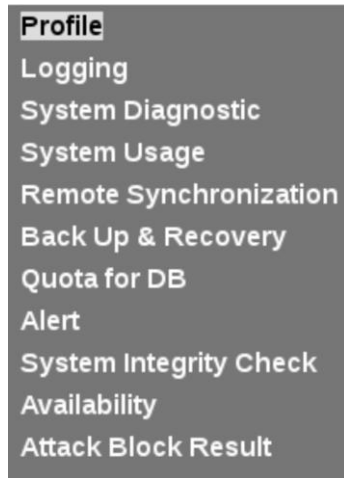 Profile
Logging
System Diagnostic
System Usage
Remote Synchronization
Back Up & Recovery
Quota for DB
Alert
System Integrity Check
Availability
Attack Block Result